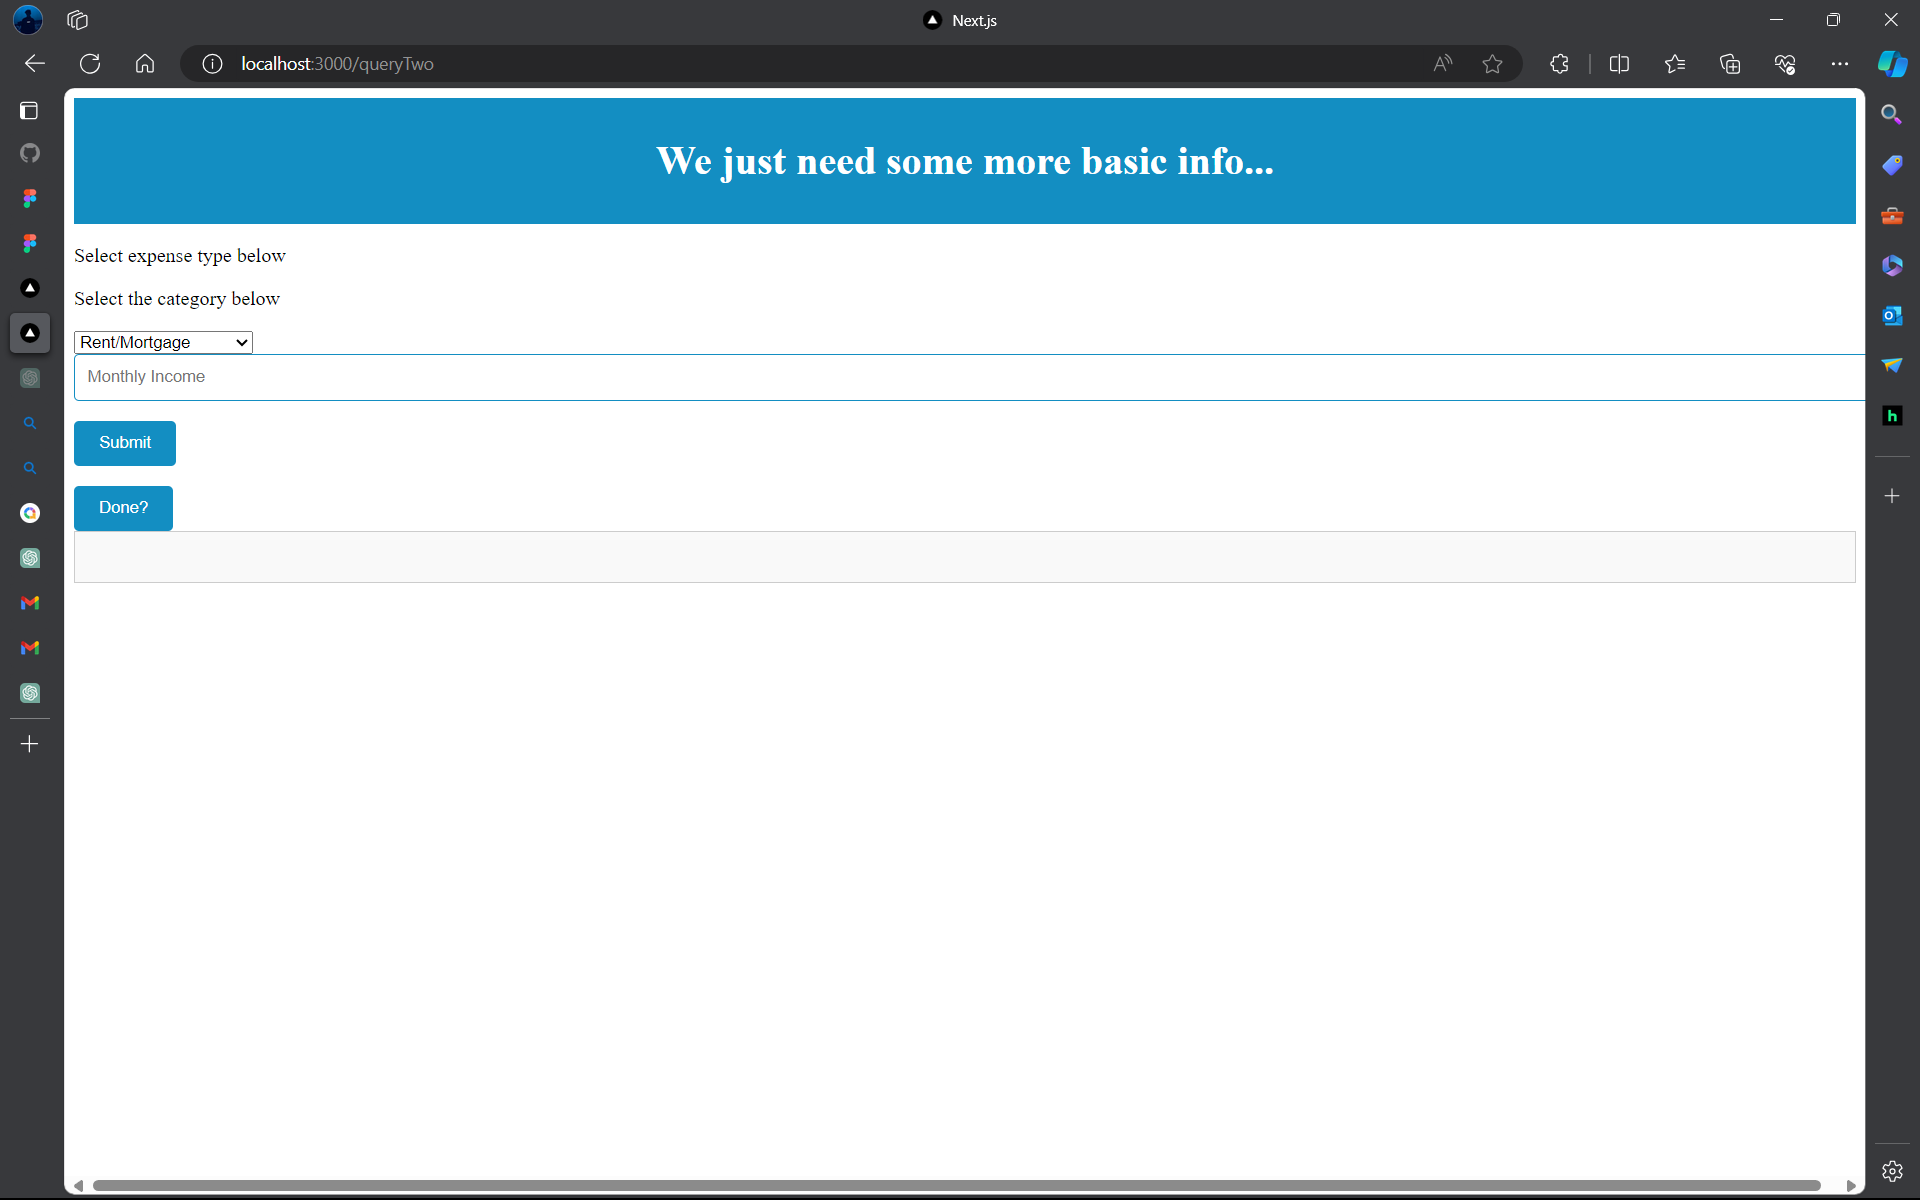 Next.js
localhost:3000/queryTwo
We just need some more basic info...
Select expense type below
Select the category below
Rent/Mortgage
Monthly Income
Submit
Done?
h